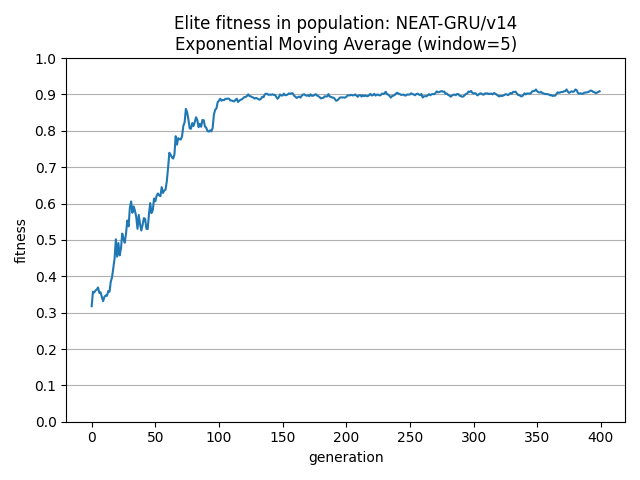 Elite fitness in population: NEAT-GRU/v14
Exponential Moving Average (window=5)
1.0
0.9
0.8
0.7
0.6
0.5
0.4
0.3
0.2
0.1
0.0
fitness
0 50 100 150 200 250 300 350 400
generation